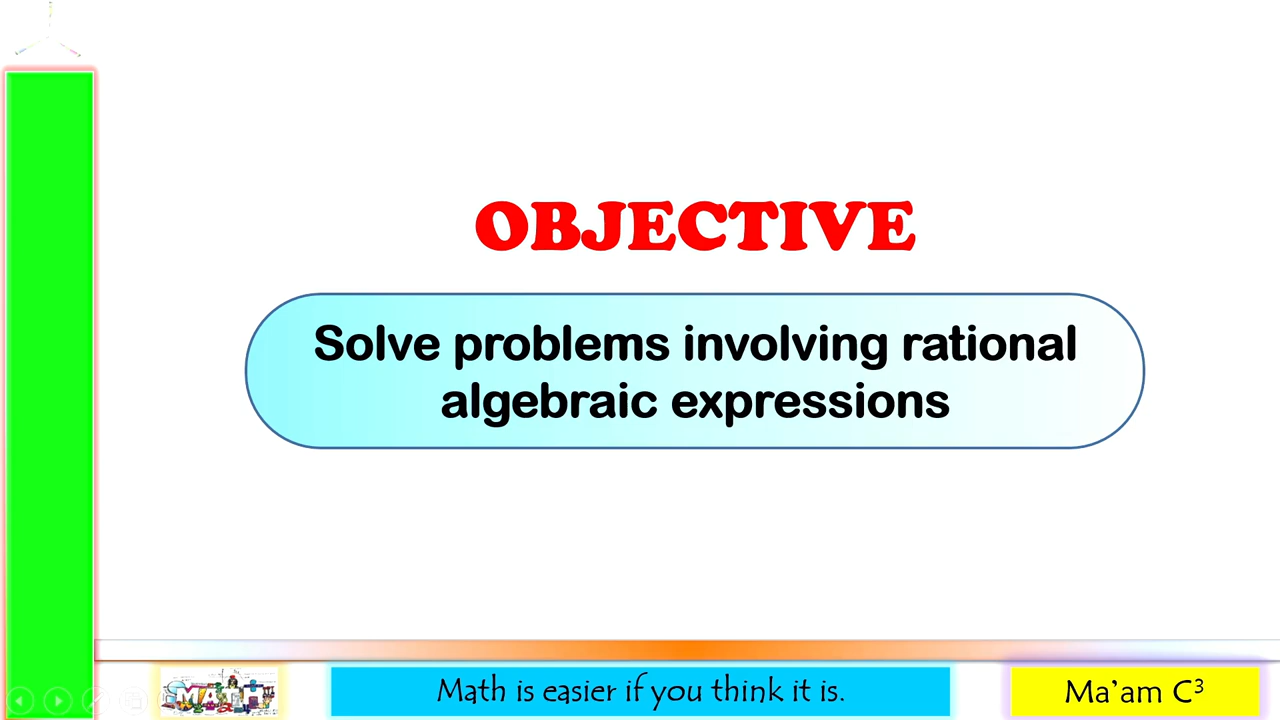 OBJECTIVE
Solve problems involving rational
algebraic expressions
MATH
Math is easier if you think it is.
Ma'am C³